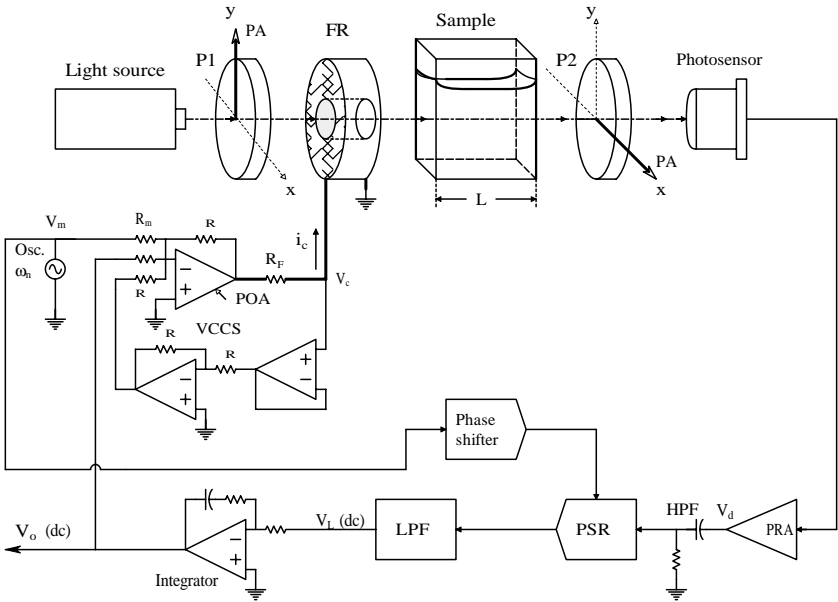 y
PA
FR
Sample
y
P1
P2
Photosensor
Light source
x
PA
x
L
V_m
R_m
R
i_c
Osc.
ω_n
R
−
+
POA
R_F
V_c
VCCS
R
R
−
+
+
−
Phase
shifter
V_o (dc)
−
+
Integrator
V_L (dc)
LPF
PSR
HPF
V_d
PRA